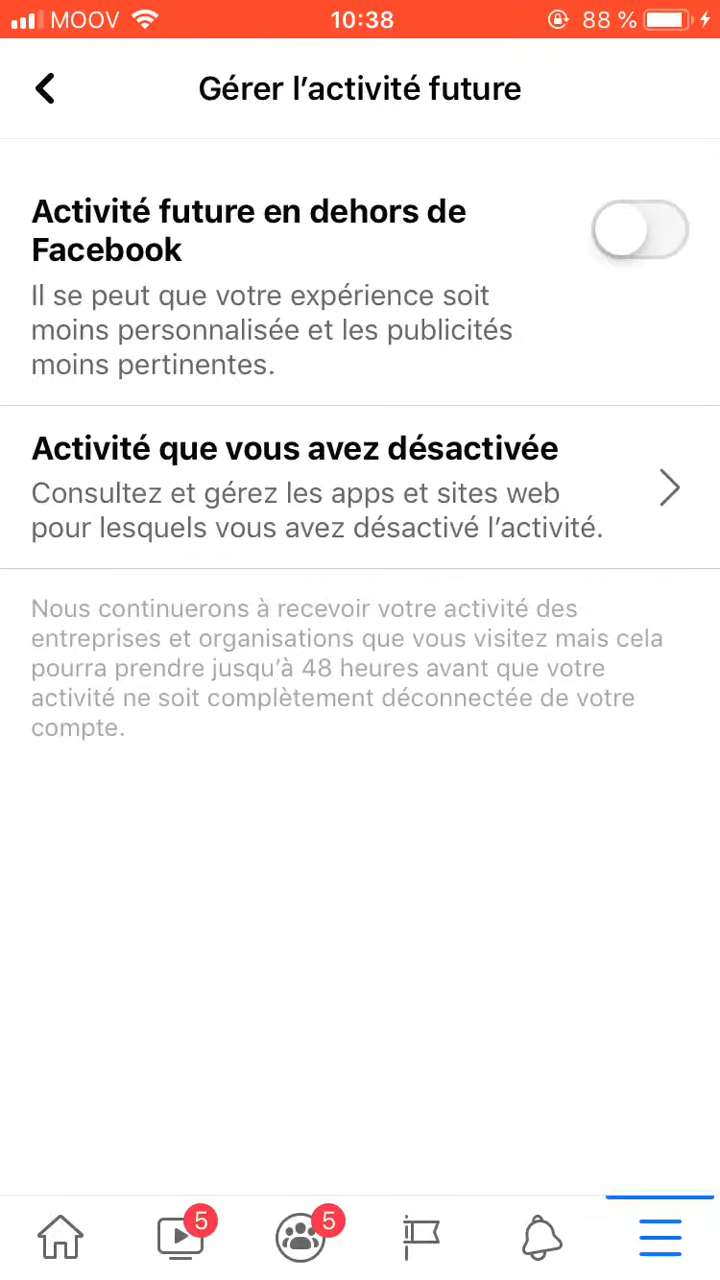 MOOV 10:38 88 %
Gérer l’activité future
Activité future en dehors de
Facebook
Il se peut que votre expérience soit
moins personnalisée et les publicités
moins pertinentes.
Activité que vous avez désactivée
Consultez et gérez les apps et sites web
pour lesquels vous avez désactivé l’activité.
Nous continuerons à recevoir votre activité des
entreprises et organisations que vous visitez mais cela
pourra prendre jusqu’à 48 heures avant que votre
activité ne soit complètement déconnectée de votre
compte.
5 5